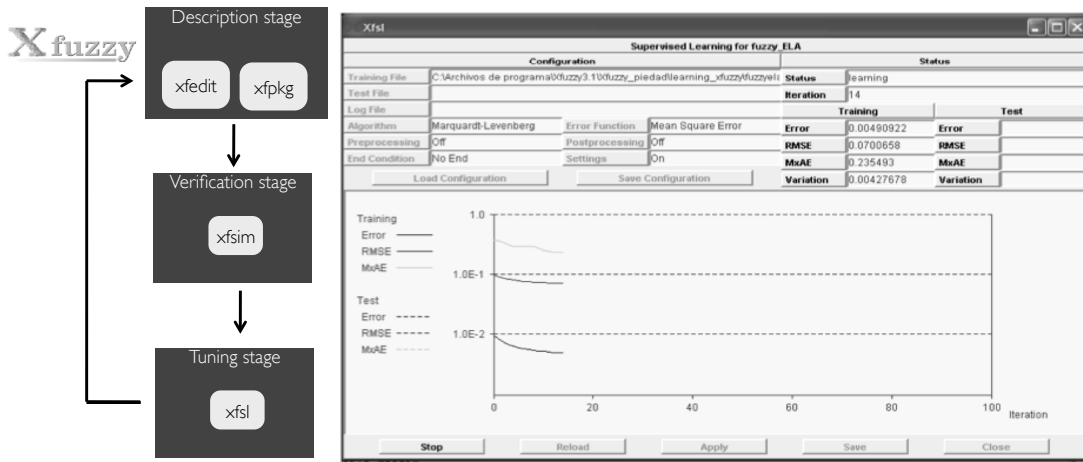 X fuzzy
Description stage
xfedit
xfpkg
Verification stage
xfsim
Tuning stage
xfsl
Xfsl
Supervised Learning for fuzzy_ELA
Configuration
Status
Training File C:\Archivos de programa\Xfuzzy3.1\Xfuzzy_piedad\learning_xfuzzy\fuzzyela
Status learning
Test File
Iteration 14
Log File
Training Test
Algorithm Marquardt-Levenberg Error Function Mean Square Error
Error 0.00490922 Error
Preprocessing Off Postprocessing Off
RMSE 0.0700658 RMSE
End Condition No End Settings On
MxAE 0.235493 MxAE
Load Configuration Save Configuration
Variation 0.00427678 Variation
Training
Error
RMSE
MxAE
Test
Error
RMSE
MxAE
1.0
1.0E-1
1.0E-2
0 20 40 60 80 100
Iteration
Stop Reload Apply Save Close